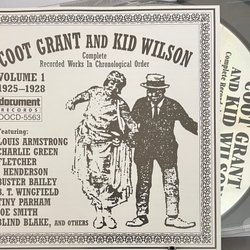 COOT GRANT AND KID WILSON
Complete
Recorded Works In Chronological Order
VOLUME 1
1925-1928
document
RECORDS
DOCD-5563
Featuring:
LOUIS ARMSTRONG
CHARLIE GREEN
FLETCHER
HENDERSON
BUSTER BAILEY
B. T. WINGFIELD
TINY PARHAM
JOE SMITH
BLIND BLAKE, AND OTHERS
COOT GRANT
AND KID WILSON
Complete